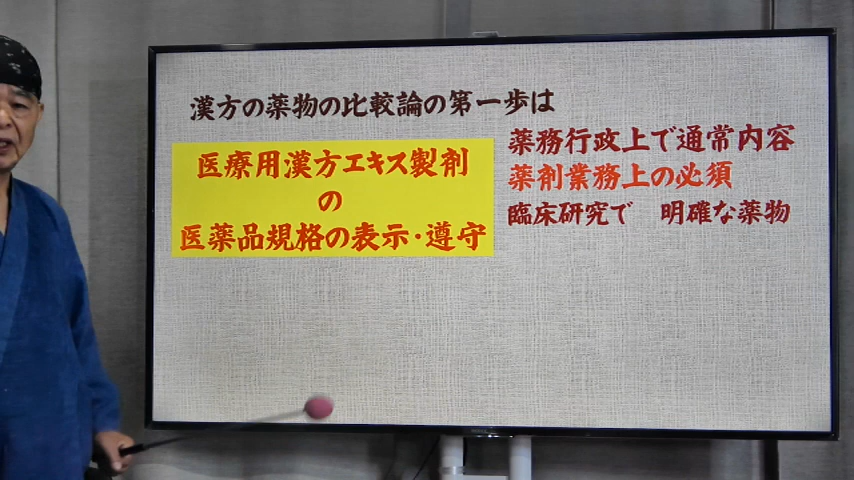 漢方の薬物の比較論の第一歩は
医療用漢方エキス製剤
の
医薬品規格の表示・遵守
薬務行政上で通常内容
薬剤業務上の必須
臨床研究で 明確な薬物